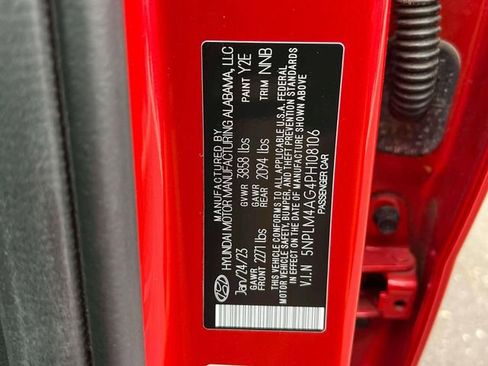 MANUFACTURED BY
HYUNDAI MOTOR MANUFACTURING ALABAMA, LLC
Jan/24/23 GVWR 3858 lbs PAINT Y2E
GAWR FRONT 2271 lbs GAWR REAR 2094 lbs TRIM NNB
THIS VEHICLE CONFORMS TO ALL APPLICABLE U.S.A. FEDERAL
MOTOR VEHICLE SAFETY, BUMPER, AND THEFT PREVENTION STANDARDS
IN EFFECT ON THE DATE OF MANUFACTURE SHOWN ABOVE
V.I.N 5NPLM4AG4PH108106
PASSENGER CAR